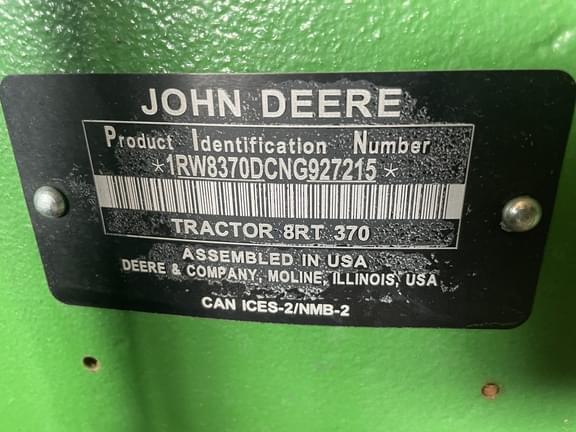 JOHN DEERE
Product Identification Number
*1RW8370DCNG927215*
TRACTOR 8RT 370
ASSEMBLED IN USA
DEERE & COMPANY, MOLINE, ILLINOIS, USA
CAN ICES-2/NMB-2